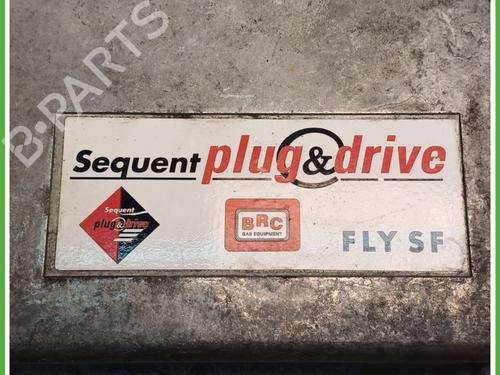 Sequent plug&drive
Sequent
plug&drive
BRC
GAS EQUIPMENT
FLY SF
B-PARTS